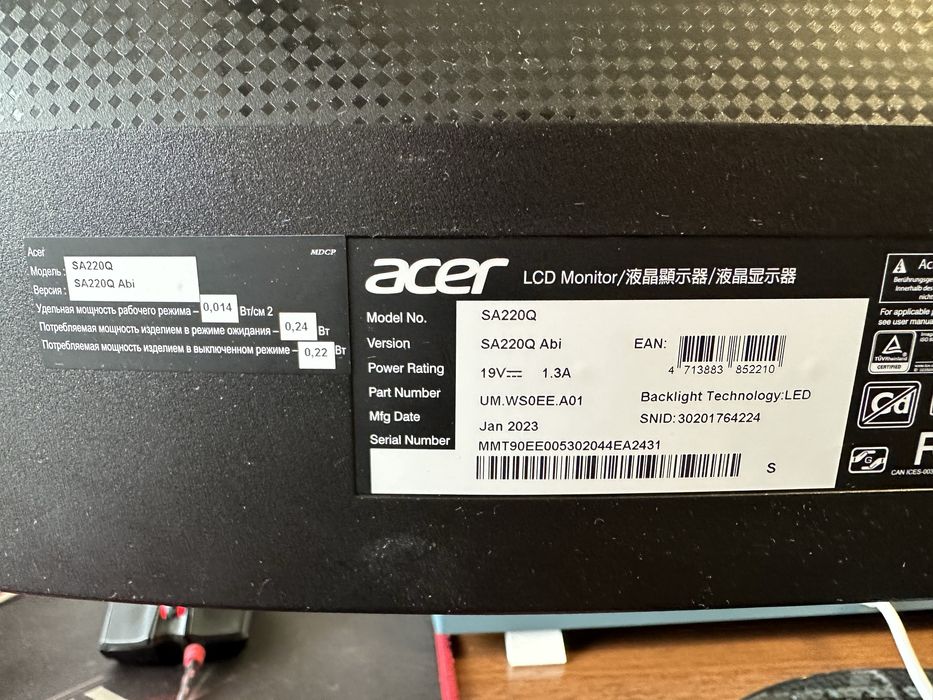 Acer
MDCP
Модель: SA220Q
Версия: SA220Q Abi
Удельная мощность рабочего режима – 0,014 Вт/см 2
Потребляемая мощность изделием в режиме ожидания – 0,24 Вт
Потребляемая мощность изделием в выключенном режиме – 0,22 Вт
acer LCD Monitor/液晶顯示器/液晶显示器
Model No. SA220Q
Version SA220Q Abi EAN:
4 713883 852210
Power Rating 19V 1.3A
Part Number UM.WS0EE.A01 Backlight Technology:LED
Mfg Date Jan 2023 SNID:30201764224
Serial Number MMT90EE005302044EA2431
S
For applicable
see user manua
TÜVRheinland
CERTIFIED
Cd
G
CAN ICES-003